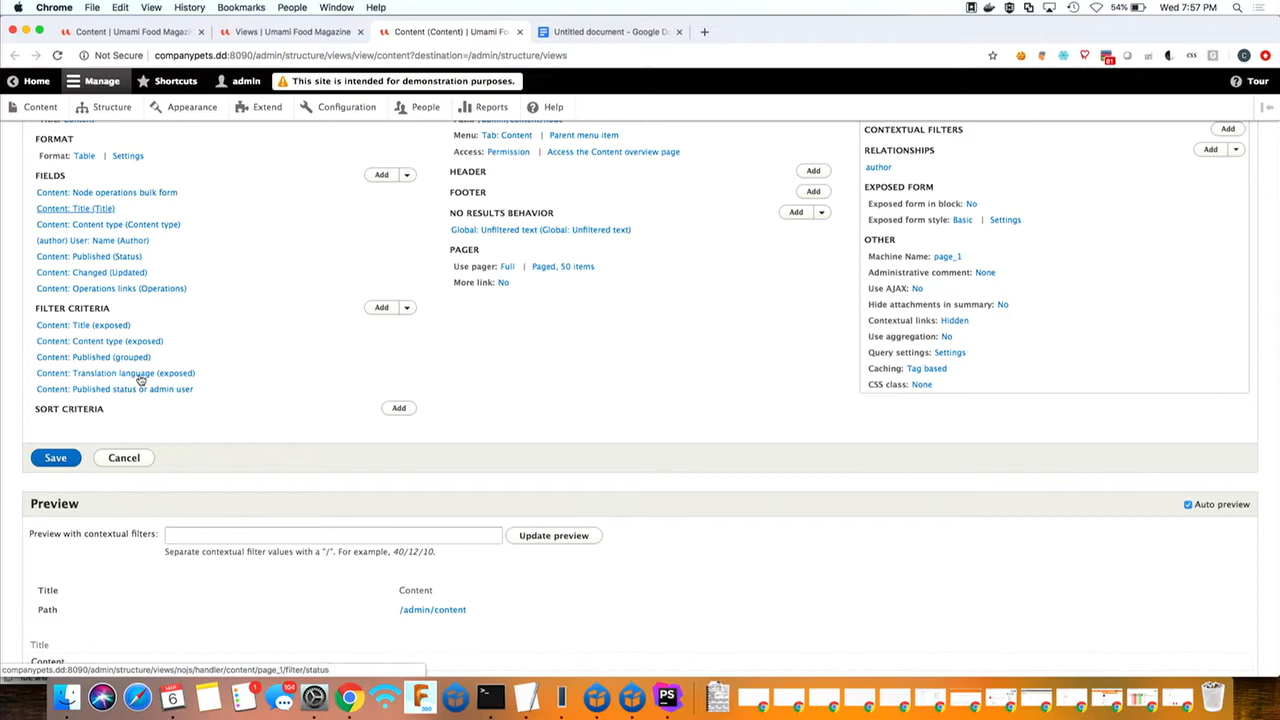 Chrome File Edit View History Bookmarks People Window Help 54% Wed 7:57 PM
Content | Umami Food Magaz Views | Umami Food Magazine Content (Content) | Umami Fo Untitled document - Google D
Not Secure companypets.dd:8090/admin/structure/views/view/content?destination=/admin/structure/views
Home Manage Shortcuts admin This site is intended for demonstration purposes. Tour
Content Structure Appearance Extend Configuration People Reports Help
FORMAT
Format: Table | Settings
FIELDS Add
Content: Node operations bulk form
Content: Title (Title)
Content: Content type (Content type)
(author) User: Name (Author)
Content: Published (Status)
Content: Changed (Updated)
Content: Operations links (Operations)
FILTER CRITERIA Add
Content: Title (exposed)
Content: Content type (exposed)
Content: Published (grouped)
Content: Translation language (exposed)
Content: Published status or admin user
SORT CRITERIA Add
Menu: Tab: Content | Parent menu item
Access: Permission | Access the Content overview page
HEADER Add
FOOTER Add
NO RESULTS BEHAVIOR Add
Global: Unfiltered text (Global: Unfiltered text)
PAGER
Use pager: Full | Paged, 50 items
More link: No
CONTEXTUAL FILTERS Add
RELATIONSHIPS Add
author
EXPOSED FORM
Exposed form in block: No
Exposed form style: Basic | Settings
OTHER
Machine Name: page_1
Administrative comment: None
Use AJAX: No
Hide attachments in summary: No
Contextual links: Hidden
Use aggregation: No
Query settings: Settings
Caching: Tag based
CSS class: None
Save Cancel
Preview Auto preview
Preview with contextual filters: Update preview
Separate contextual filter values with a "/". For example, 40/12/10.
Title Content
Path /admin/content
Title
Content
companypets.dd:8090/admin/structure/views/nojs/handler/content/page_1/filter/status